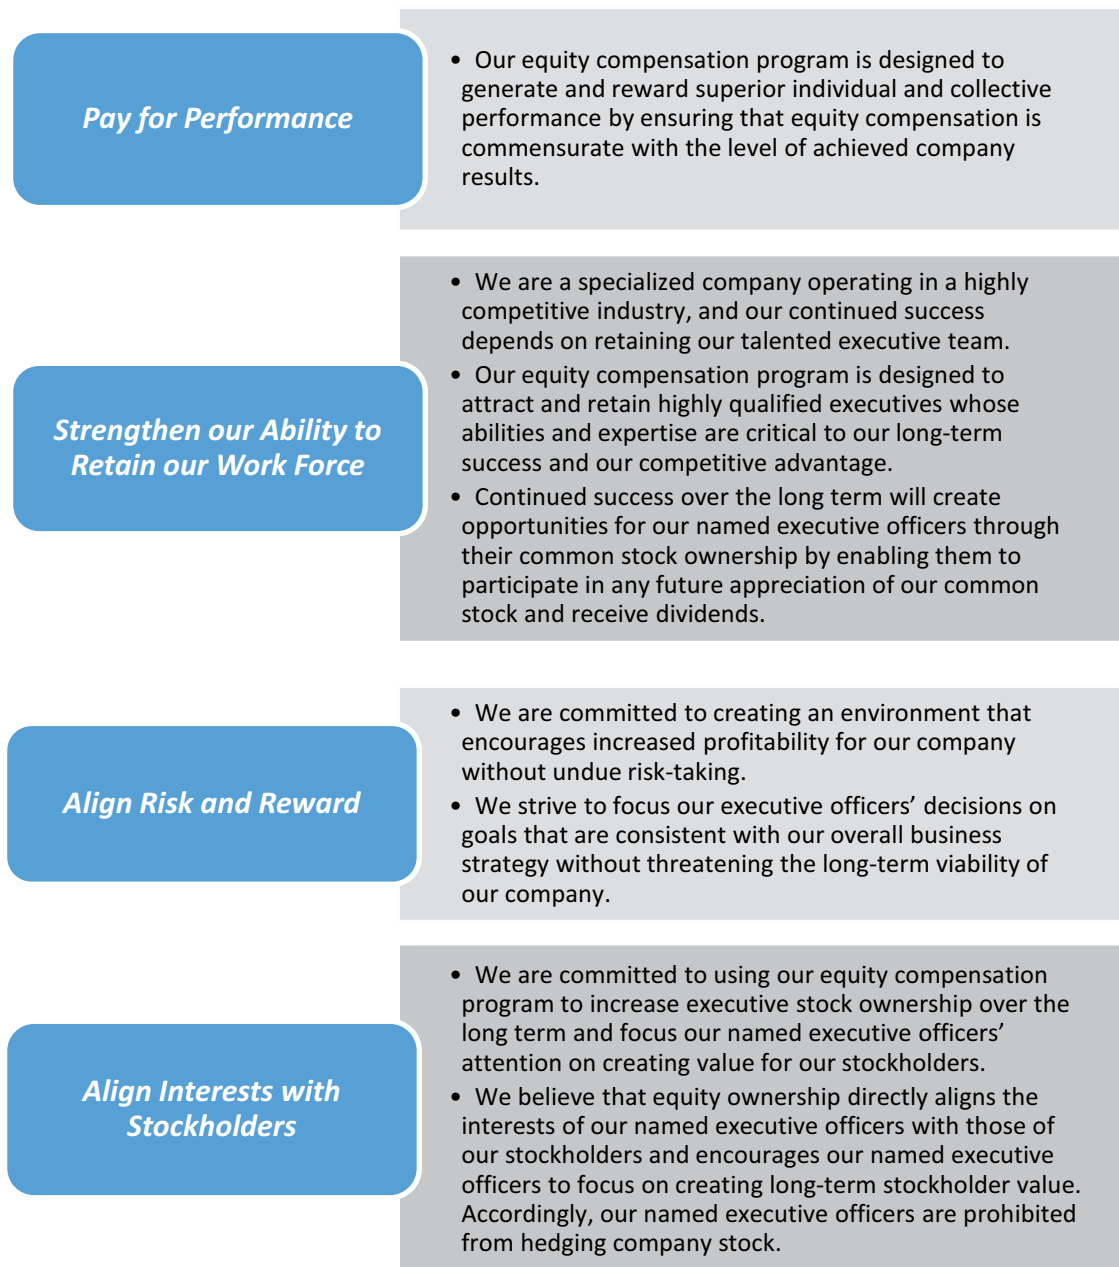 Pay for Performance
• Our equity compensation program is designed to
generate and reward superior individual and collective
performance by ensuring that equity compensation is
commensurate with the level of achieved company
results.
Strengthen our Ability to
Retain our Work Force
• We are a specialized company operating in a highly
competitive industry, and our continued success
depends on retaining our talented executive team.
• Our equity compensation program is designed to
attract and retain highly qualified executives whose
abilities and expertise are critical to our long-term
success and our competitive advantage.
• Continued success over the long term will create
opportunities for our named executive officers through
their common stock ownership by enabling them to
participate in any future appreciation of our common
stock and receive dividends.
Align Risk and Reward
• We are committed to creating an environment that
encourages increased profitability for our company
without undue risk-taking.
• We strive to focus our executive officers’ decisions on
goals that are consistent with our overall business
strategy without threatening the long-term viability of
our company.
Align Interests with
Stockholders
• We are committed to using our equity compensation
program to increase executive stock ownership over the
long term and focus our named executive officers’
attention on creating value for our stockholders.
• We believe that equity ownership directly aligns the
interests of our named executive officers with those of
our stockholders and encourages our named executive
officers to focus on creating long-term stockholder value.
Accordingly, our named executive officers are prohibited
from hedging company stock.